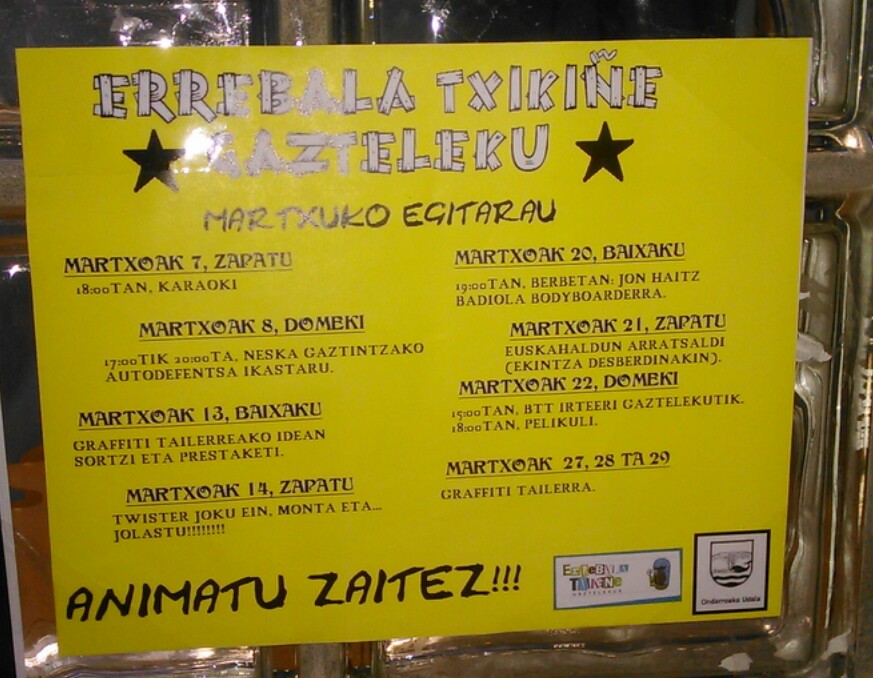 ERREBALA TXIKIÑE
GAZTELEKU
MARTXUKO EGITARAU
MARTXOAK 7, ZAPATU
18:00TAN, KARAOKI
MARTXOAK 8, DOMEKI
17:00TIK 20:00TA, NESKA GAZTINTZAKO
AUTODEFENTSA IKASTARU.
MARTXOAK 13, BAIXAKU
GRAFFITI TAILERREAKO IDEAN
SORTZI ETA PRESTAKETI.
MARTXOAK 14, ZAPATU
TWISTER JOKU EIN, MONTA ETA...
JOLASTU!!!!!!!!
MARTXOAK 20, BAIXAKU
19:00TAN, BERBETAN: JON HAITZ
BADIOLA BODYBOARDERRA.
MARTXOAK 21, ZAPATU
EUSKAHALDUN ARRATSALDI
(EKINTZA DESBERDINAKIN).
MARTXOAK 22, DOMEKI
15:00TAN, BTT IRTEERI GAZTELEKUTIK.
18:00TAN, PELIKULI.
MARTXOAK 27, 28 TA 29
GRAFFITI TAILERRA.
ANIMATU ZAITEZ!!!
ERREBALA
TXIKIÑE
GAZTELEKUA
Ondarroako Udala